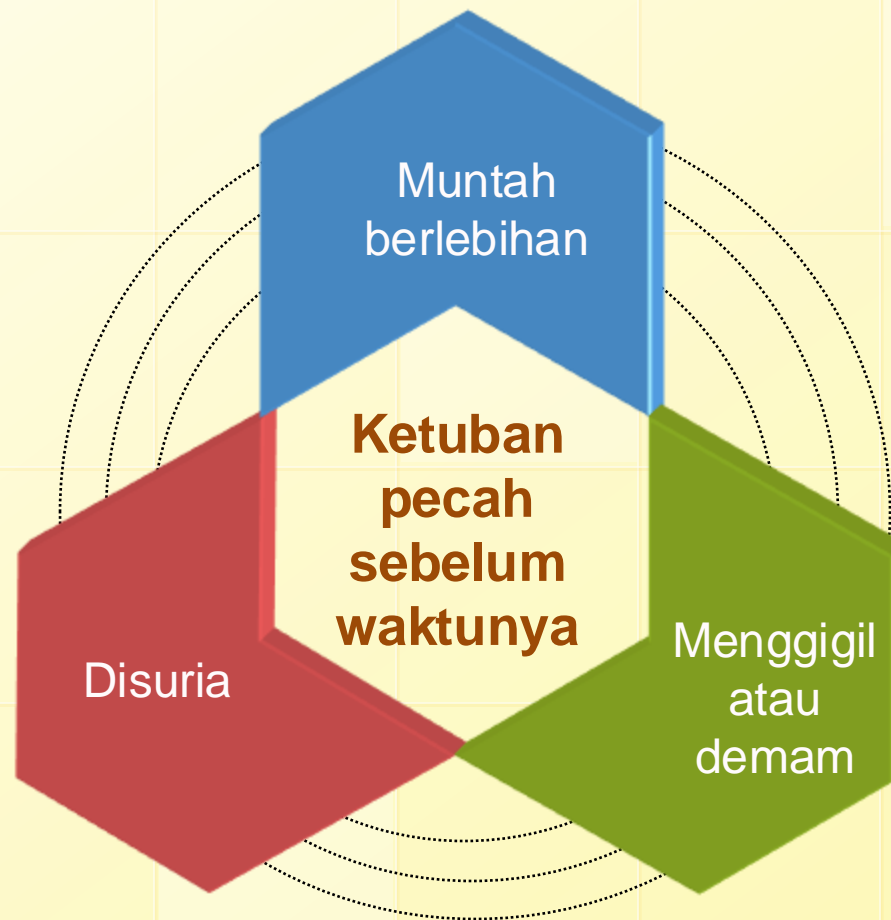 Muntah
berlebihan
Ketuban
pecah
sebelum
waktunya
Disuria
Menggigil
atau
demam